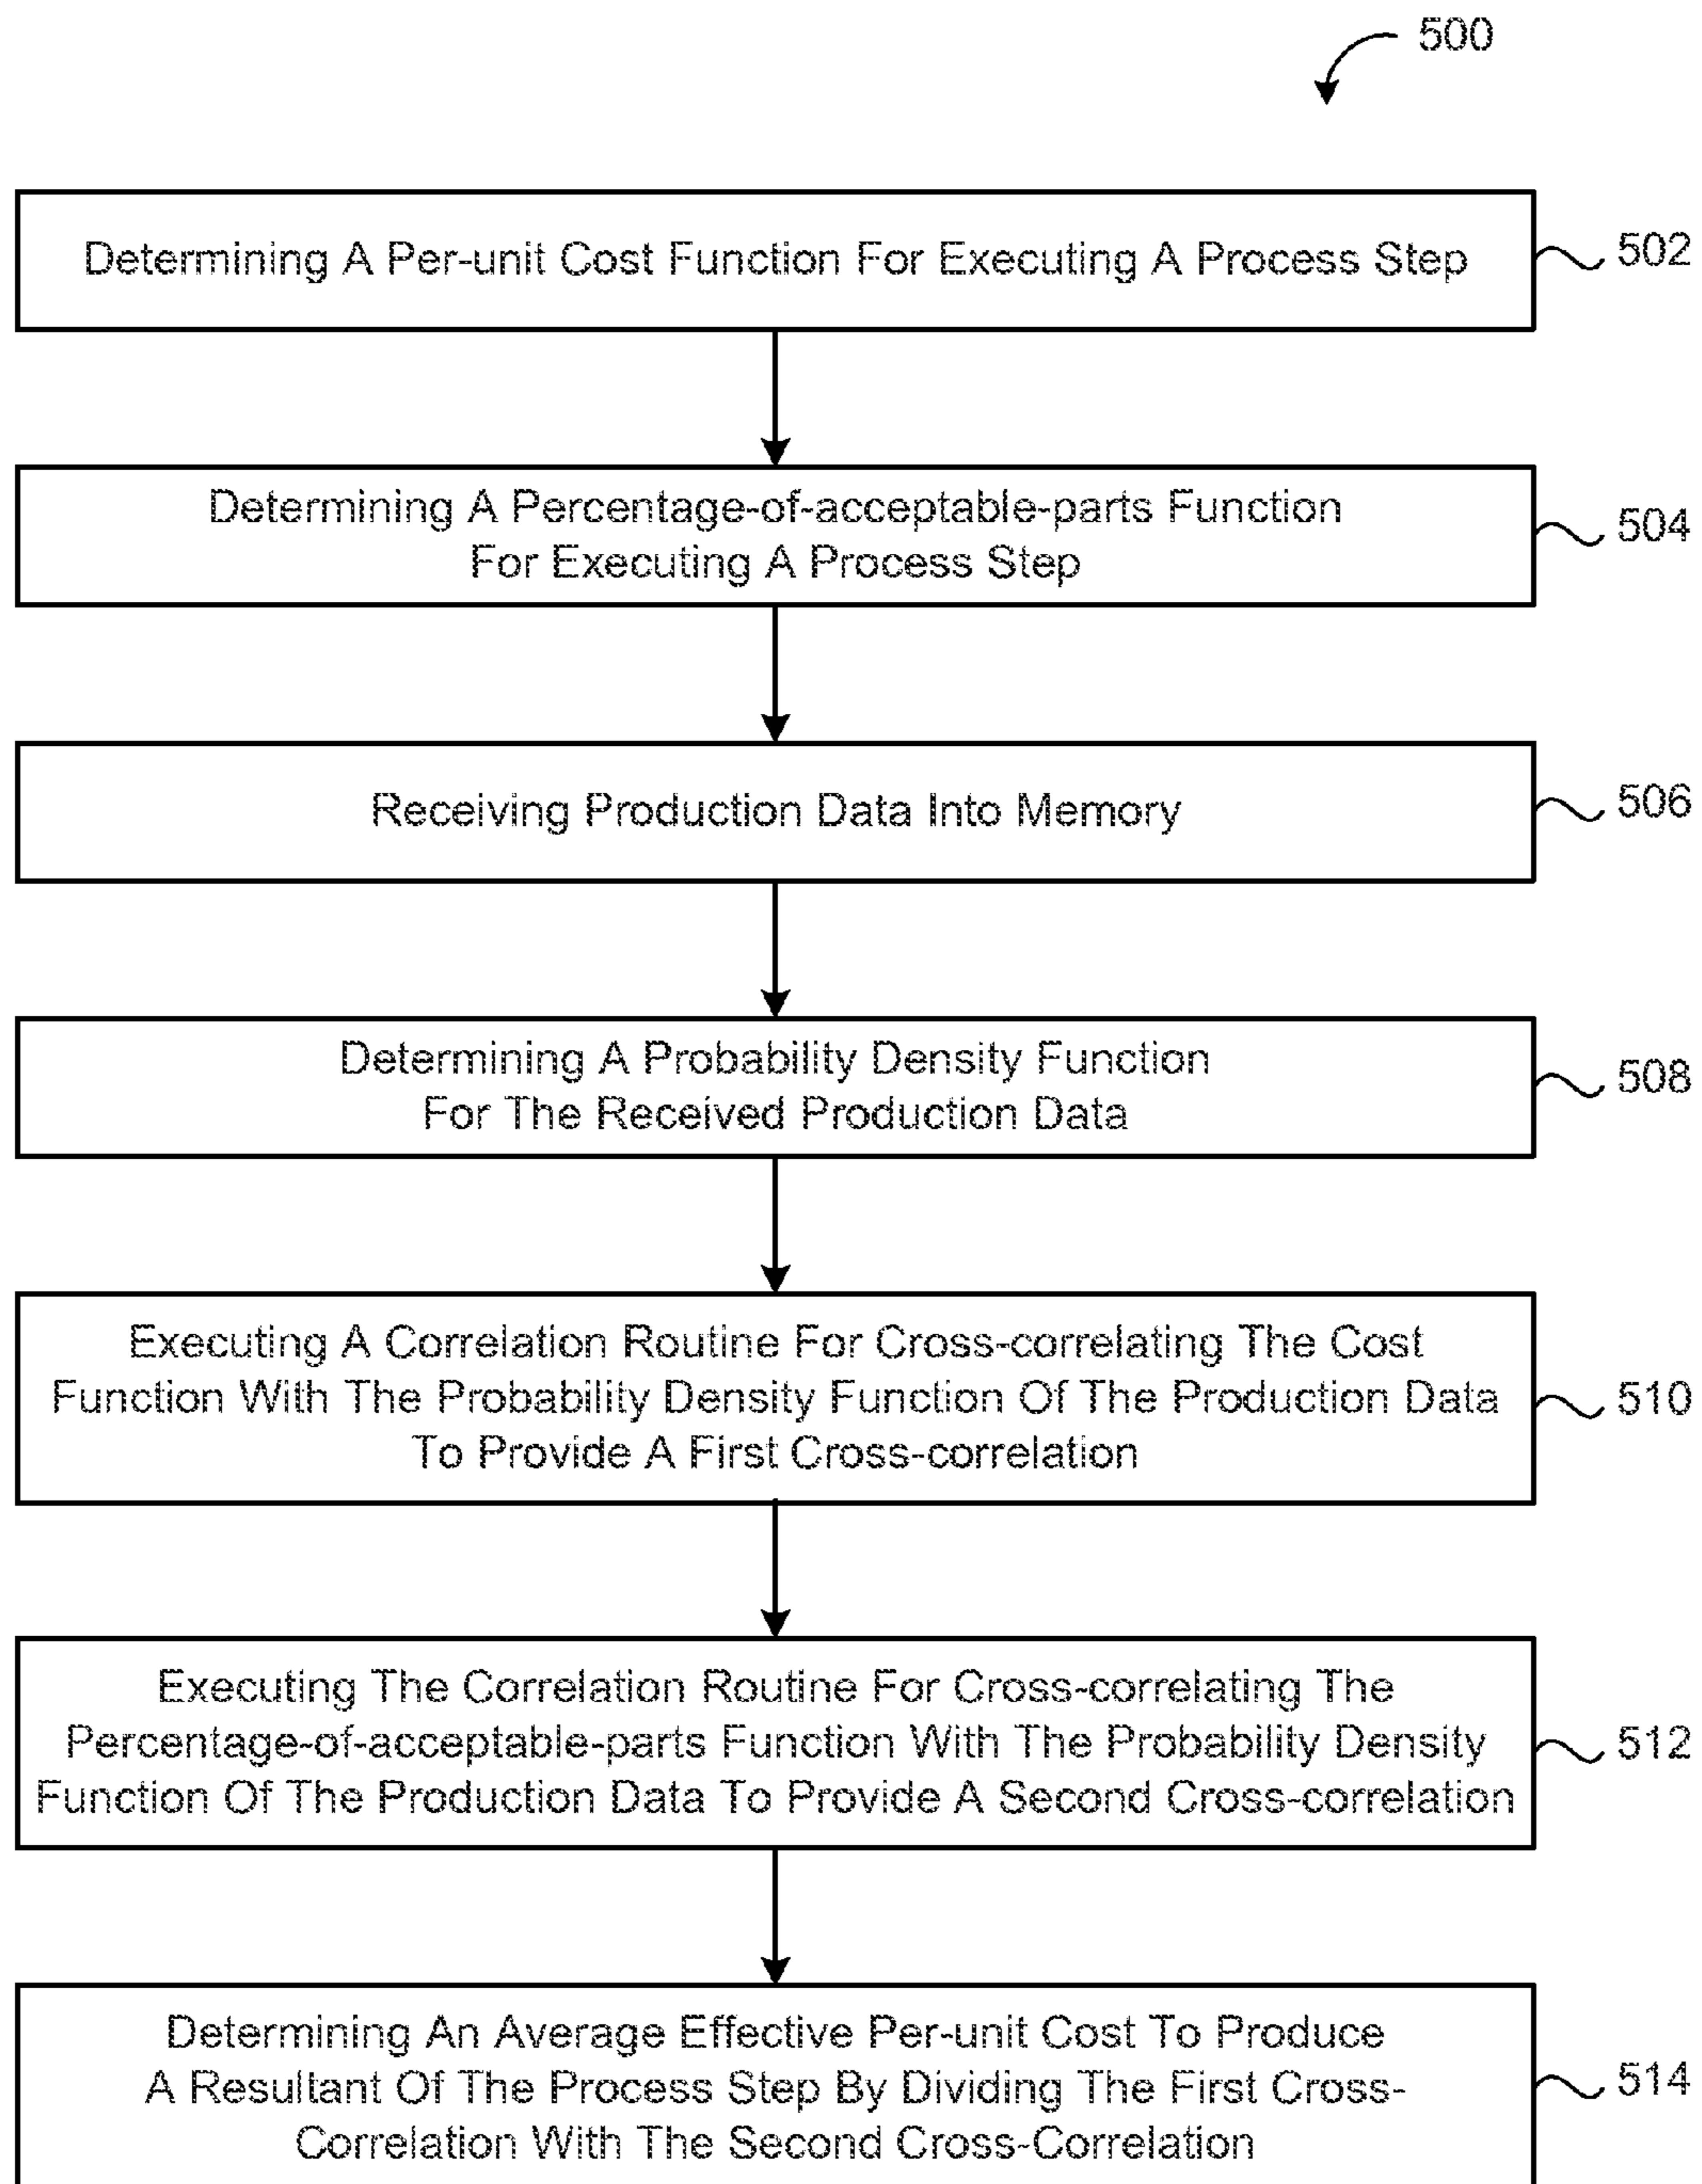 500
Determining A Per-unit Cost Function For Executing A Process Step
502
Determining A Percentage-of-acceptable-parts Function
For Executing A Process Step
504
Receiving Production Data Into Memory
506
Determining A Probability Density Function
For The Received Production Data
508
Executing A Correlation Routine For Cross-correlating The Cost
Function With The Probability Density Function Of The Production Data
To Provide A First Cross-correlation
510
Executing The Correlation Routine For Cross-correlating The
Percentage-of-acceptable-parts Function With The Probability Density
Function Of The Production Data To Provide A Second Cross-correlation
512
Determining An Average Effective Per-unit Cost To Produce
A Resultant Of The Process Step By Dividing The First Cross-
Correlation With The Second Cross-Correlation
514